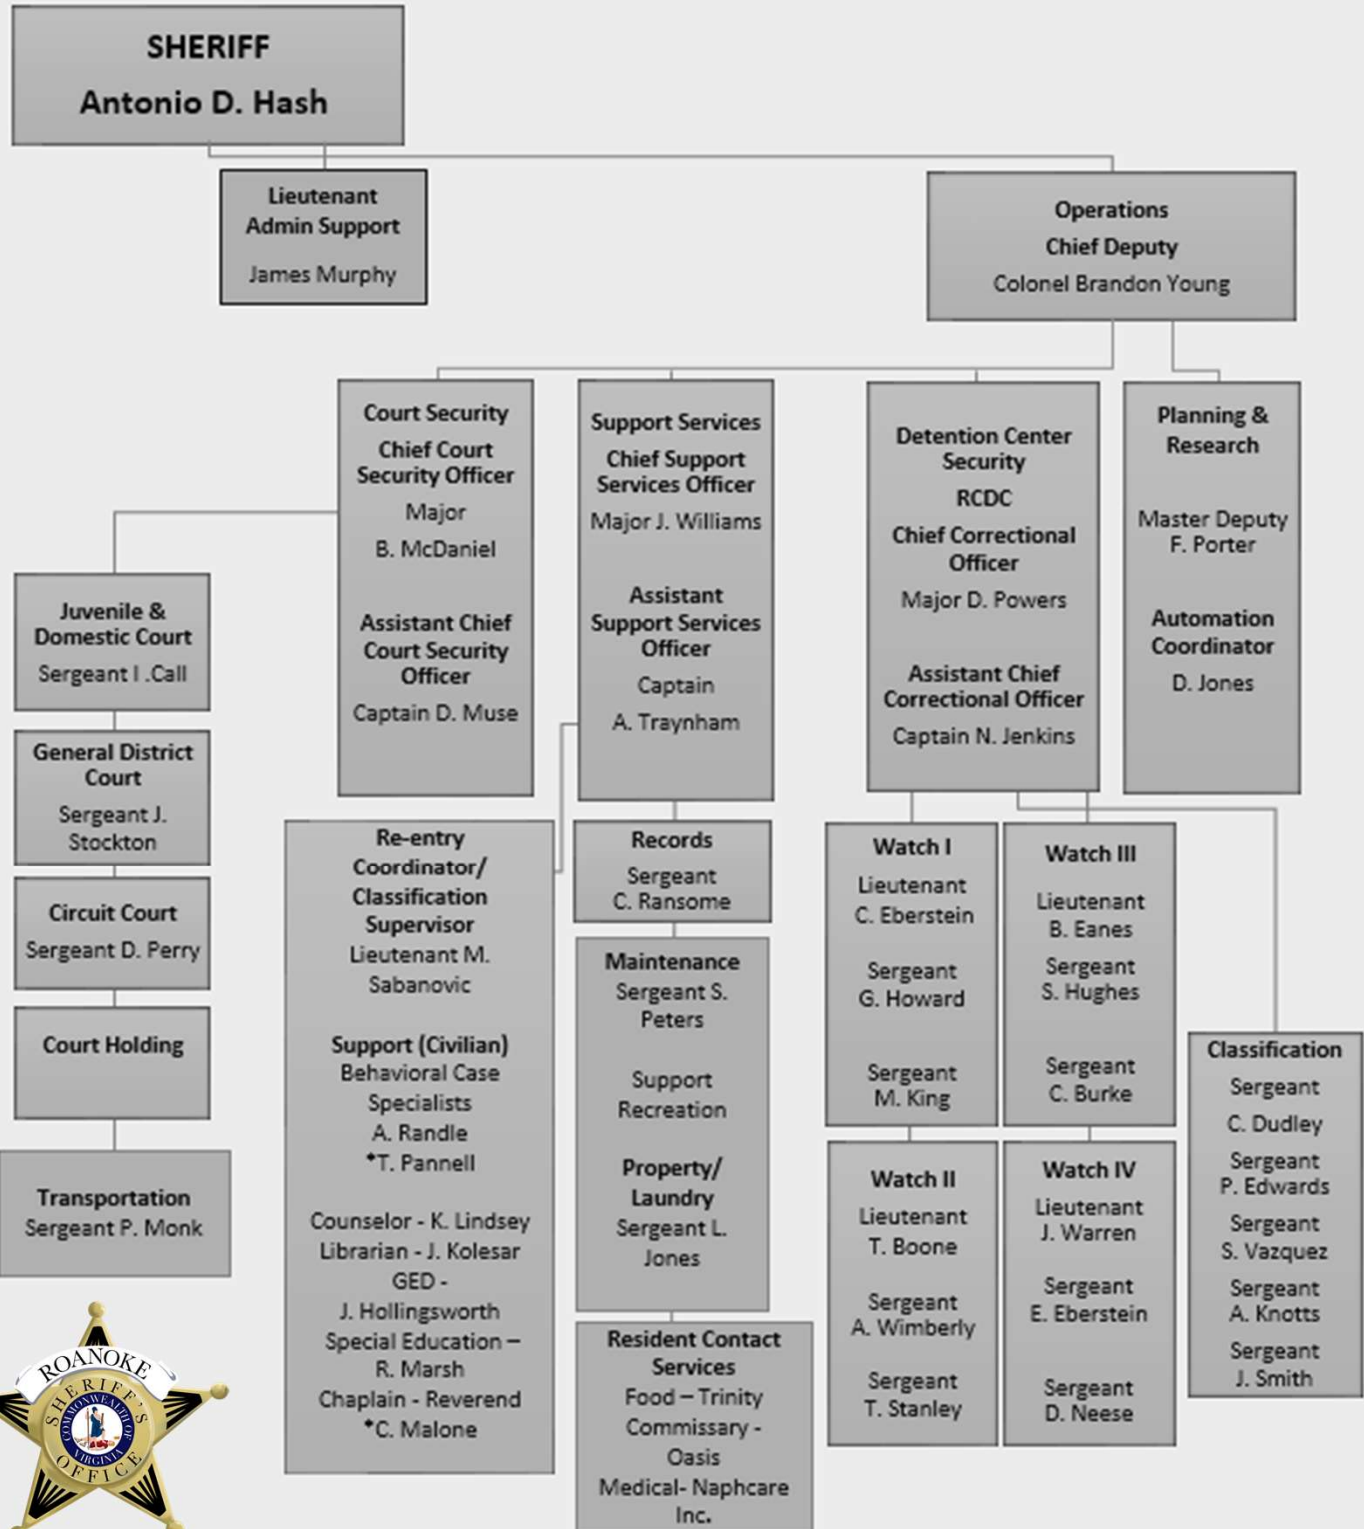 SHERIFF
Antonio D. Hash
Lieutenant
Admin Support
James Murphy
Operations
Chief Deputy
Colonel Brandon Young
Court Security
Chief Court
Security Officer
Major
B. McDaniel
Assistant Chief
Court Security
Officer
Captain D. Muse
Support Services
Chief Support
Services Officer
Major J. Williams
Assistant
Support Services
Officer
Captain
A. Traynham
Detention Center
Security
RCDC
Chief Correctional
Officer
Major D. Powers
Assistant Chief
Correctional Officer
Captain N. Jenkins
Planning &
Research
Master Deputy
F. Porter
Automation
Coordinator
D. Jones
Juvenile &
Domestic Court
Sergeant I .Call
General District
Court
Sergeant J.
Stockton
Circuit Court
Sergeant D. Perry
Court Holding
Transportation
Sergeant P. Monk
Re-entry
Coordinator/
Classification
Supervisor
Lieutenant M.
Sabanovic
Support (Civilian)
Behavioral Case
Specialists
A. Randle
*T. Pannell
Counselor - K. Lindsey
Librarian - J. Kolesar
GED -
J. Hollingsworth
Special Education –
R. Marsh
Chaplain - Reverend
*C. Malone
Records
Sergeant
C. Ransome
Maintenance
Sergeant S.
Peters
Support
Recreation
Property/
Laundry
Sergeant L.
Jones
Resident Contact
Services
Food – Trinity
Commissary -
Oasis
Medical- Naphcare
Inc.
Watch I
Lieutenant
C. Eberstein
Sergeant
G. Howard
Sergeant
M. King
Watch III
Lieutenant
B. Eanes
Sergeant
S. Hughes
Sergeant
C. Burke
Watch II
Lieutenant
T. Boone
Sergeant
A. Wimberly
Sergeant
T. Stanley
Watch IV
Lieutenant
J. Warren
Sergeant
E. Eberstein
Sergeant
D. Neese
Classification
Sergeant
C. Dudley
Sergeant
P. Edwards
Sergeant
S. Vazquez
Sergeant
A. Knotts
Sergeant
J. Smith
ROANOKE
SHERIFF'S
COMMONWEALTH OF
VIRGINIA
OFFICE